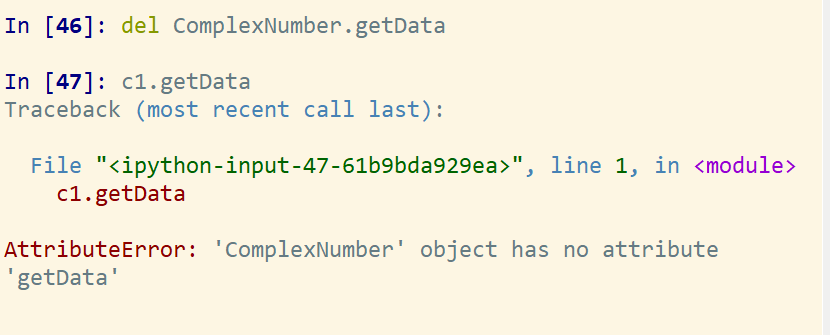 In [46]: del ComplexNumber.getData
In [47]: c1.getData
Traceback (most recent call last):
File "<ipython-input-47-61b9bda929ea>", line 1, in <module>
c1.getData
AttributeError: 'ComplexNumber' object has no attribute
'getData'